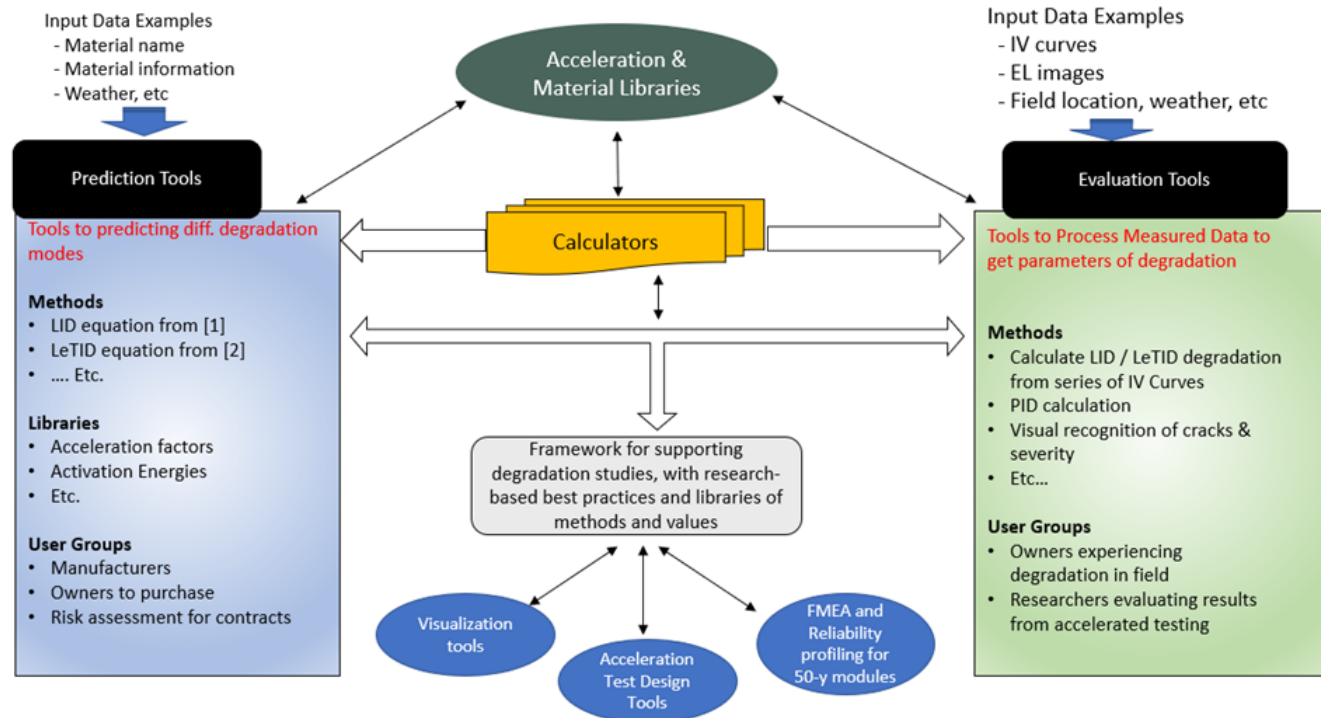 Input Data Examples
- Material name
- Material information
- Weather, etc
Prediction Tools
Tools to predicting diff. degradation
modes
Methods
• LID equation from [1]
• LeTID equation from [2]
• .... Etc.
Libraries
• Acceleration factors
• Activation Energies
• Etc.
User Groups
• Manufacturers
• Owners to purchase
• Risk assessment for contracts
Acceleration &
Material Libraries
Calculators
Framework for supporting
degradation studies, with research-
based best practices and libraries of
methods and values
Visualization
tools
Acceleration
Test Design
Tools
FMEA and
Reliability
profiling for
50-y modules
Input Data Examples
- IV curves
- EL images
- Field location, weather, etc
Evaluation Tools
Tools to Process Measured Data to
get parameters of degradation
Methods
• Calculate LID / LeTID degradation
from series of IV Curves
• PID calculation
• Visual recognition of cracks &
severity
• Etc...
User Groups
• Owners experiencing
degradation in field
• Researchers evaluating results
from accelerated testing